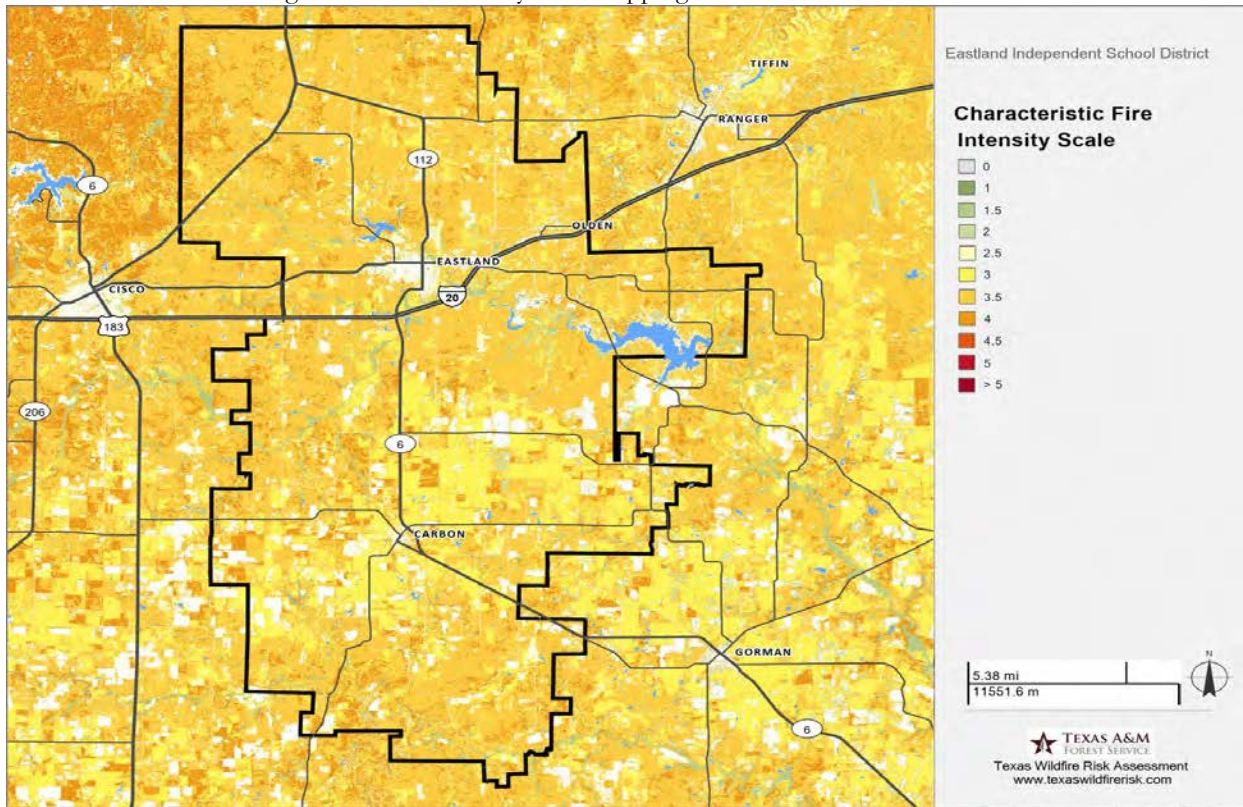 Eastland Independent School District
Characteristic Fire
Intensity Scale
0
1
1.5
2
2.5
3
3.5
4
4.5
5
> 5
TIFFIN
RANGER
112
6
OLDEN
EASTLAND
CISCO
20
183
206
6
CARBON
GORMAN
6
N
5.38 mi
11551.6 m
TEXAS A&M
FOREST SERVICE
Texas Wildfire Risk Assessment
www.texaswildfirerisk.com